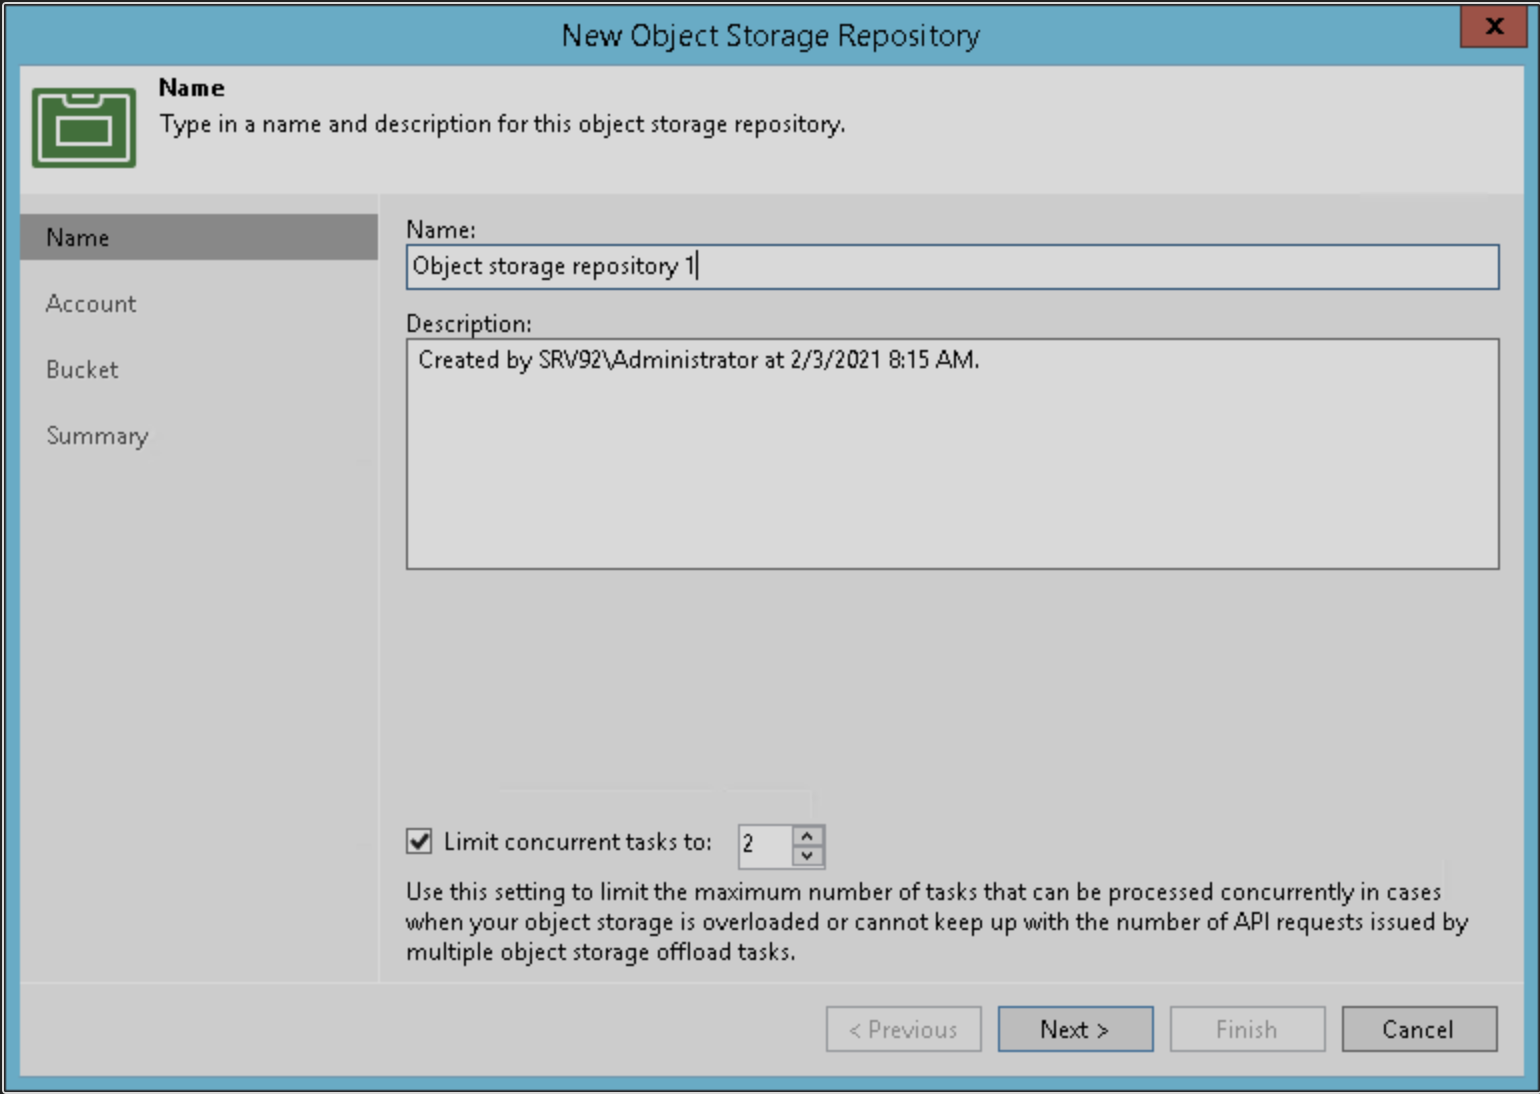 New Object Storage Repository
X
Name
Type in a name and description for this object storage repository.
Name
Account
Bucket
Summary
Name:
Object storage repository 1
Description:
Created by SRV92\Administrator at 2/3/2021 8:15 AM.
Limit concurrent tasks to: 2
Use this setting to limit the maximum number of tasks that can be processed concurrently in cases
when your object storage is overloaded or cannot keep up with the number of API requests issued by
multiple object storage offload tasks.
< Previous Next > Finish Cancel